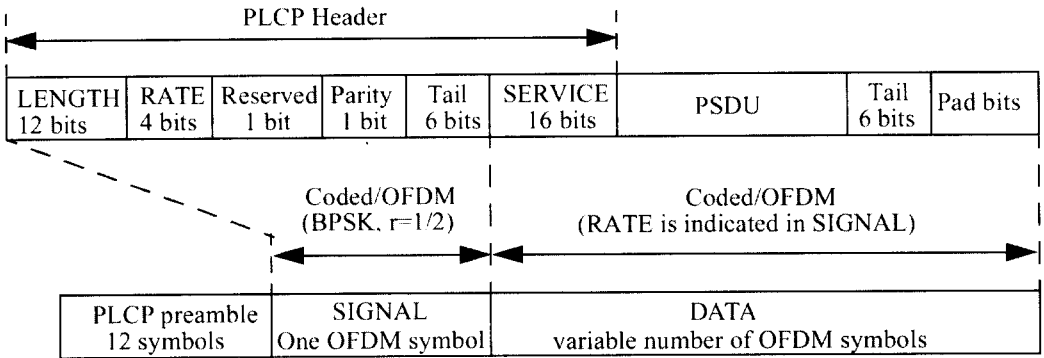 PLCP Header
LENGTH RATE Reserved Parity Tail SERVICE PSDU Tail Pad bits
12 bits 4 bits 1 bit 1 bit 6 bits 16 bits 6 bits
Coded/OFDM Coded/OFDM
(BPSK, r=1/2) (RATE is indicated in SIGNAL)
PLCP preamble SIGNAL DATA
12 symbols One OFDM symbol variable number of OFDM symbols